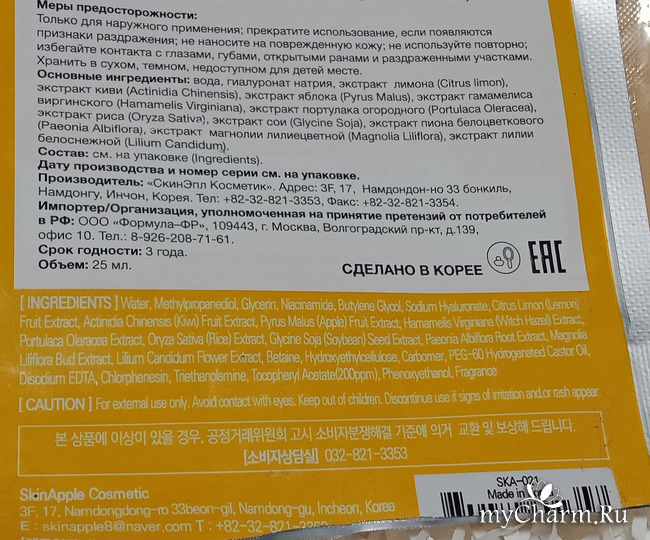 Меры предосторожности:
Только для наружного применения; прекратите использование, если появляются
признаки раздражения; не наносите на поврежденную кожу; не используйте повторно;
избегайте контакта с глазами, губами, открытыми ранами и раздраженными участками.
Хранить в сухом, темном, недоступном для детей месте.
Основные ингредиенты: вода, гиалуронат натрия, экстракт лимона (Citrus limon),
экстракт киви (Actinidia Chinensis), экстракт яблока (Pyrus Malus), экстракт гамамелиса
виргинского (Hamamelis Virginiana), экстракт портулака огородного (Portulaca Oleracea),
экстракт риса (Oryza Sativa), экстракт сои (Glycine Soja), экстракт пиона белоцветкового
(Paeonia Albiflora), экстракт магнолии лилиецветной (Magnolia Liliflora), экстракт лилии
белоснежной (Lilium Candidum).
Состав: см. на упаковке (Ingredients).
Дату производства и номер серии см. на упаковке.
Производитель: «СкинЭпл Косметик». Адрес: 3F, 17, Намдондон-но 33 бонкиль,
Намдонгу, Инчон, Корея. Тел: +82-32-821-3353, Факс: +82-32-821-3354.
Импортер/Организация, уполномоченная на принятие претензий от потребителей
в РФ: ООО «Формула–ФР», 109443, г. Москва, Волгоградский пр-кт, д.139,
офис 10. Тел.: 8-926-208-71-61.
Срок годности: 3 года.
Объем: 25 мл.
СДЕЛАНО В КОРЕЕ EAC
[ INGREDIENTS ] Water, Methylpropanediol, Glycerin, Niacinamide, Butylene Glycol, Sodium Hyaluronate, Citrus Limon (Lemon)
Fruit Extract, Actinidia Chinensis (Kiwi) Fruit Extract, Pyrus Malus (Apple) Fruit Extract, Hamamelis Virginiana (Witch Hazel) Extract,
Portulaca Oleracea Extract, Oryza Sativa (Rice) Extract, Glycine Soja (Soybean) Seed Extract, Paeonia Albiflora Root Extract, Magnolia
Liliflora Bud Extract, Lilium Candidum Flower Extract, Betaine, Hydroxyethylcellulose, Carbomer, PEG-60 Hydrogenated Castor Oil,
Disodium EDTA, Chlorphenesin, Triethanolamine, Tocopheryl Acetate(200ppm), Phenoxyethanol, Fragrance
[ CAUTION ] For external use only. Avoid contact with eyes. Keep out of children. Discontinue use if signs of irritation and/or rash appear.
본 상품에 이상이 있을 경우, 공정거래위원회 고시 소비자분쟁해결 기준에 의거 교환 및 보상해 드립니다.
[소비자상담실] 032-821-3353
SkinApple Cosmetic
3F, 17, Namdongdong-ro 33beon-gil, Namdong-gu, Incheon, Korea
E : skinapple8@naver.com T : +82-32-821-3353
SKA-021
Made in
myCharm.Ru